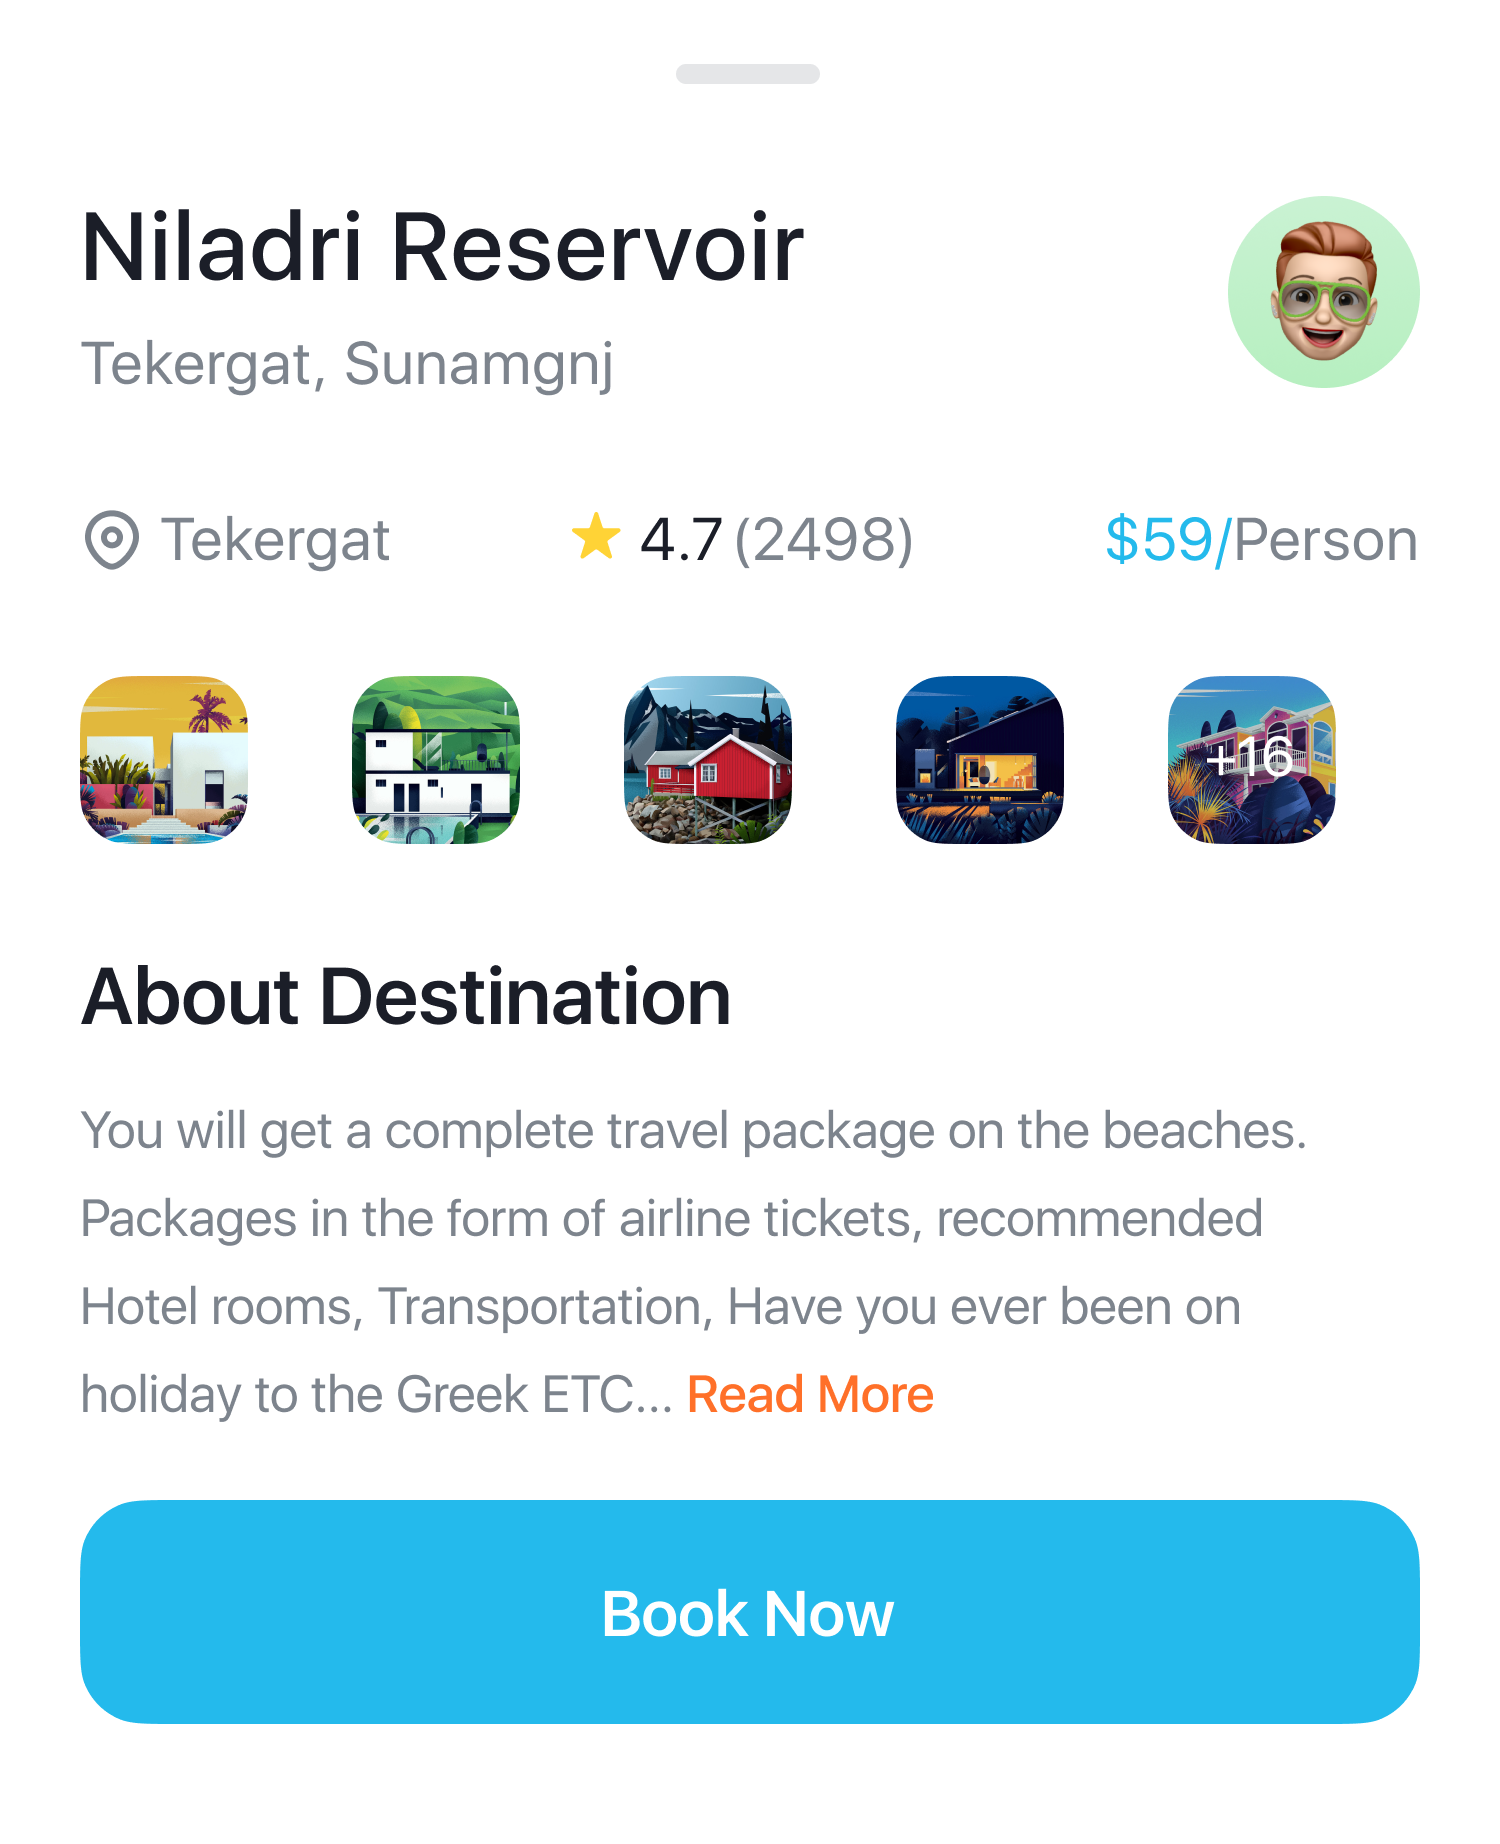 Niladri Reservoir
Tekergat, Sunamgnj
Tekergat
4.7 (2498)
$59/Person
+16
About Destination
You will get a complete travel package on the beaches.
Packages in the form of airline tickets, recommended
Hotel rooms, Transportation, Have you ever been on
holiday to the Greek ETC... Read More
Book Now